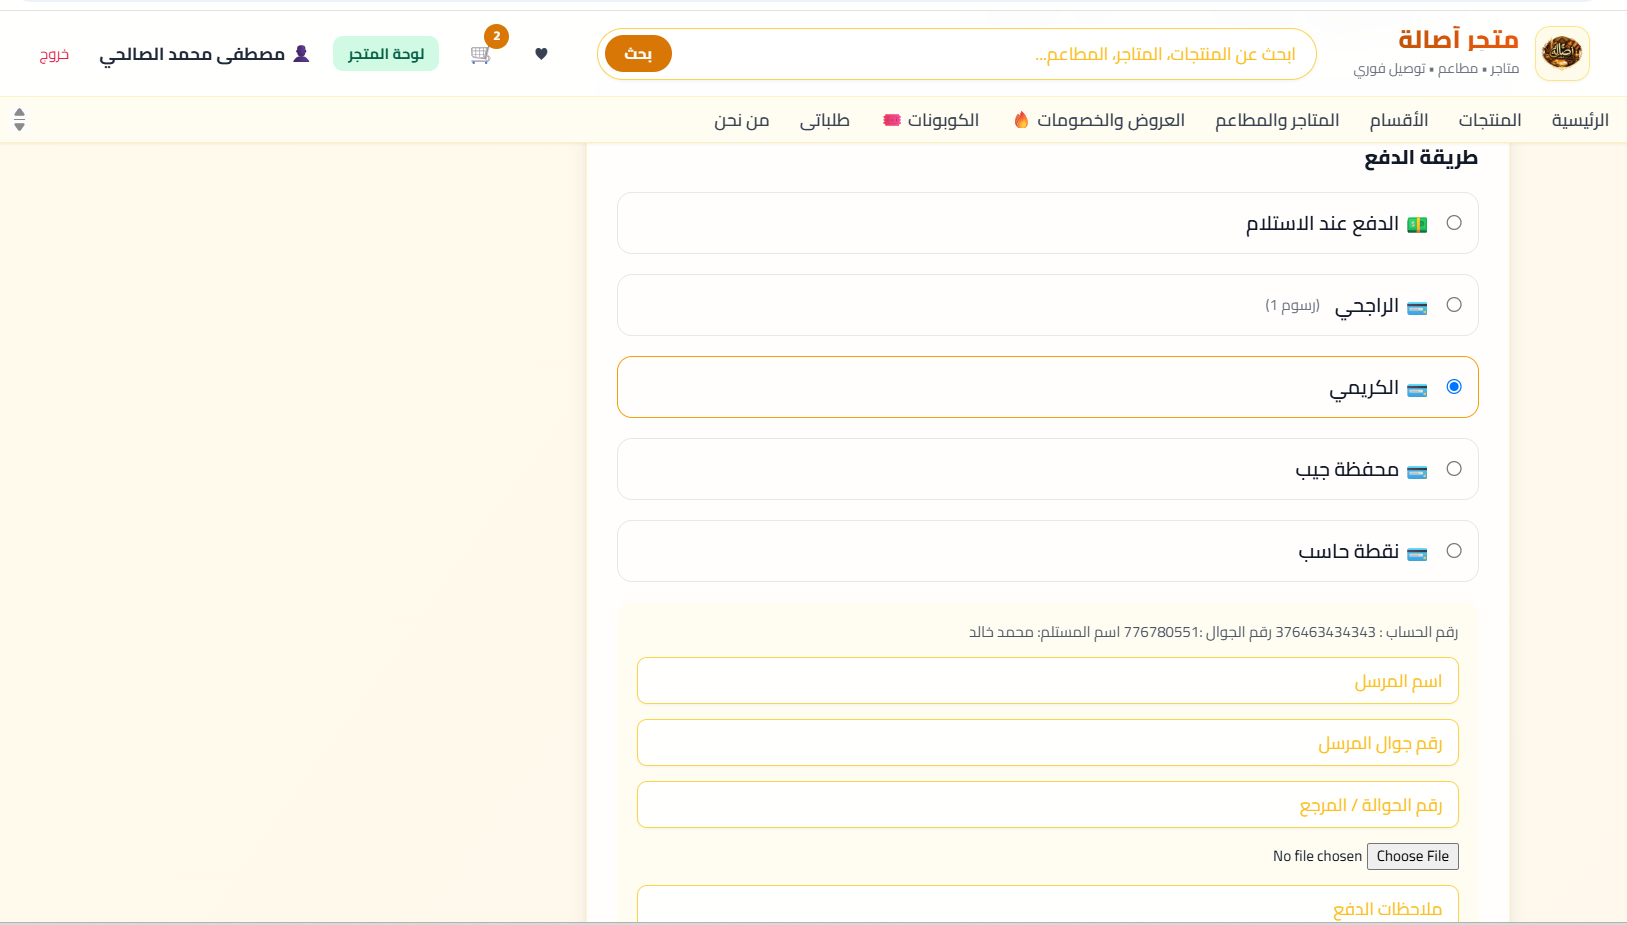 متجر أصالة
متاجر • مطاعم • توصيل فوري
ابحث عن المنتجات، المتاجر، المطاعم...
بحث
2
لوحة المتجر
مصطفى محمد الصالحي
خروج
الرئيسية المنتجات الأقسام المتاجر والمطاعم العروض والخصومات الكوبونات طلباتي من نحن
طريقة الدفع
الدفع عند الاستلام
الراجحي (رسوم 1)
الكريمي
محفظة جيب
نقطة حاسب
رقم الحساب : 376463434343 رقم الجوال :776780551 اسم المستلم: محمد خالد
اسم المرسل
رقم جوال المرسل
رقم الحوالة / المرجع
Choose File No file chosen
ملاحظات الدفع